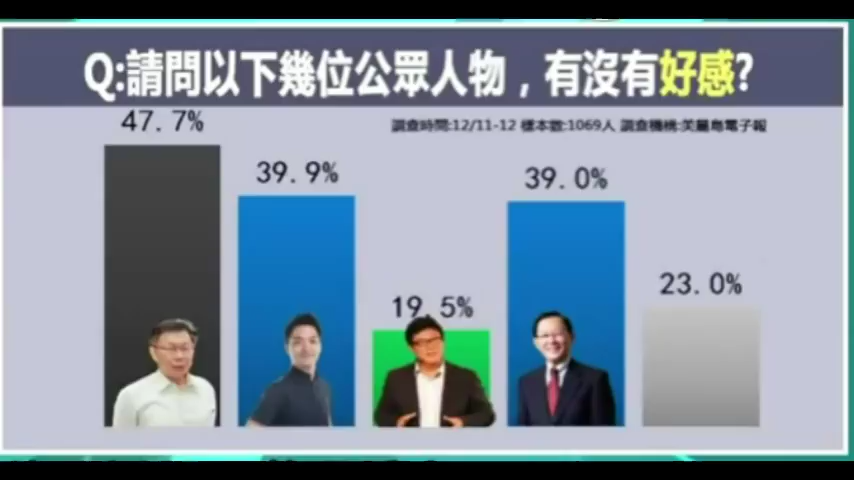 Q:請問以下幾位公眾人物，有沒有好感?
調查時間:12/11-12 樣本數:1069人 調查機構:美麗島電子報
47.7%
39.9%
19.5%
39.0%
23.0%